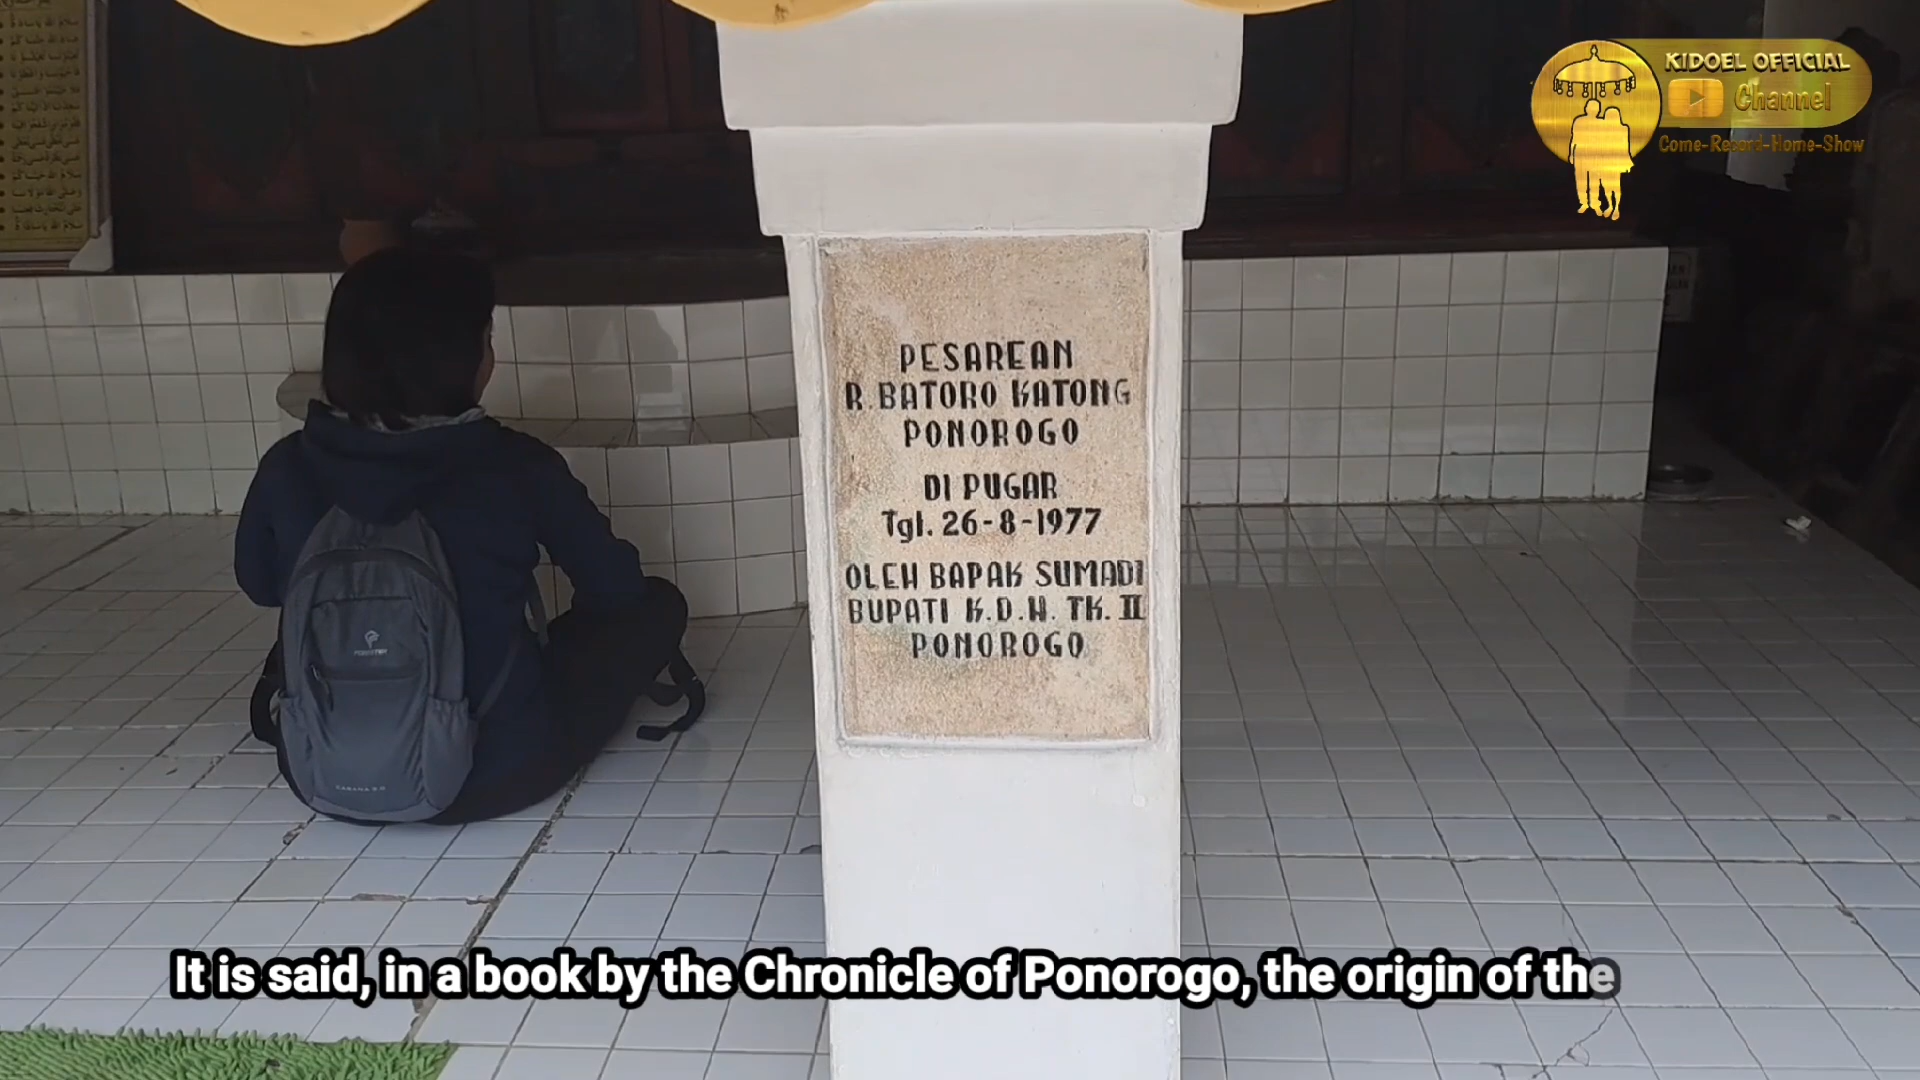 KIDOEL OFFICIAL
Channel
Come-Record-Home-Show
PESAREAN
R. BATORO KATONG
PONOROGO
DI PUGAR
Tgl. 26-8-1977
OLEH BAPAK SUMADI
BUPATI K.D.H. TK. II
PONOROGO
It is said, in a book by the Chronicle of Ponorogo, the origin of the